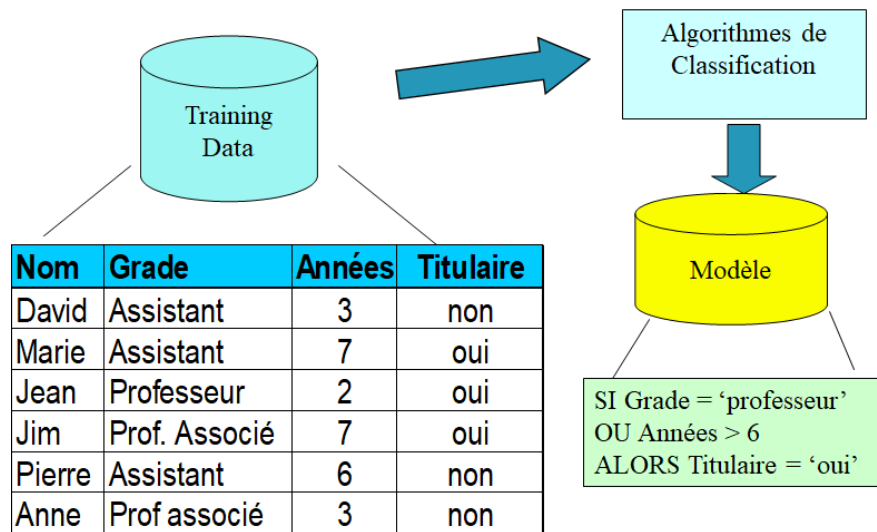 Training
Data
Algorithmes de
Classification
Modèle
Nom Grade Années Titulaire
David Assistant 3 non
Marie Assistant 7 oui
Jean Professeur 2 oui
Jim Prof. Associé 7 oui
Pierre Assistant 6 non
Anne Prof associé 3 non
SI Grade = ‘professeur’
OU Années > 6
ALORS Titulaire = ‘oui’